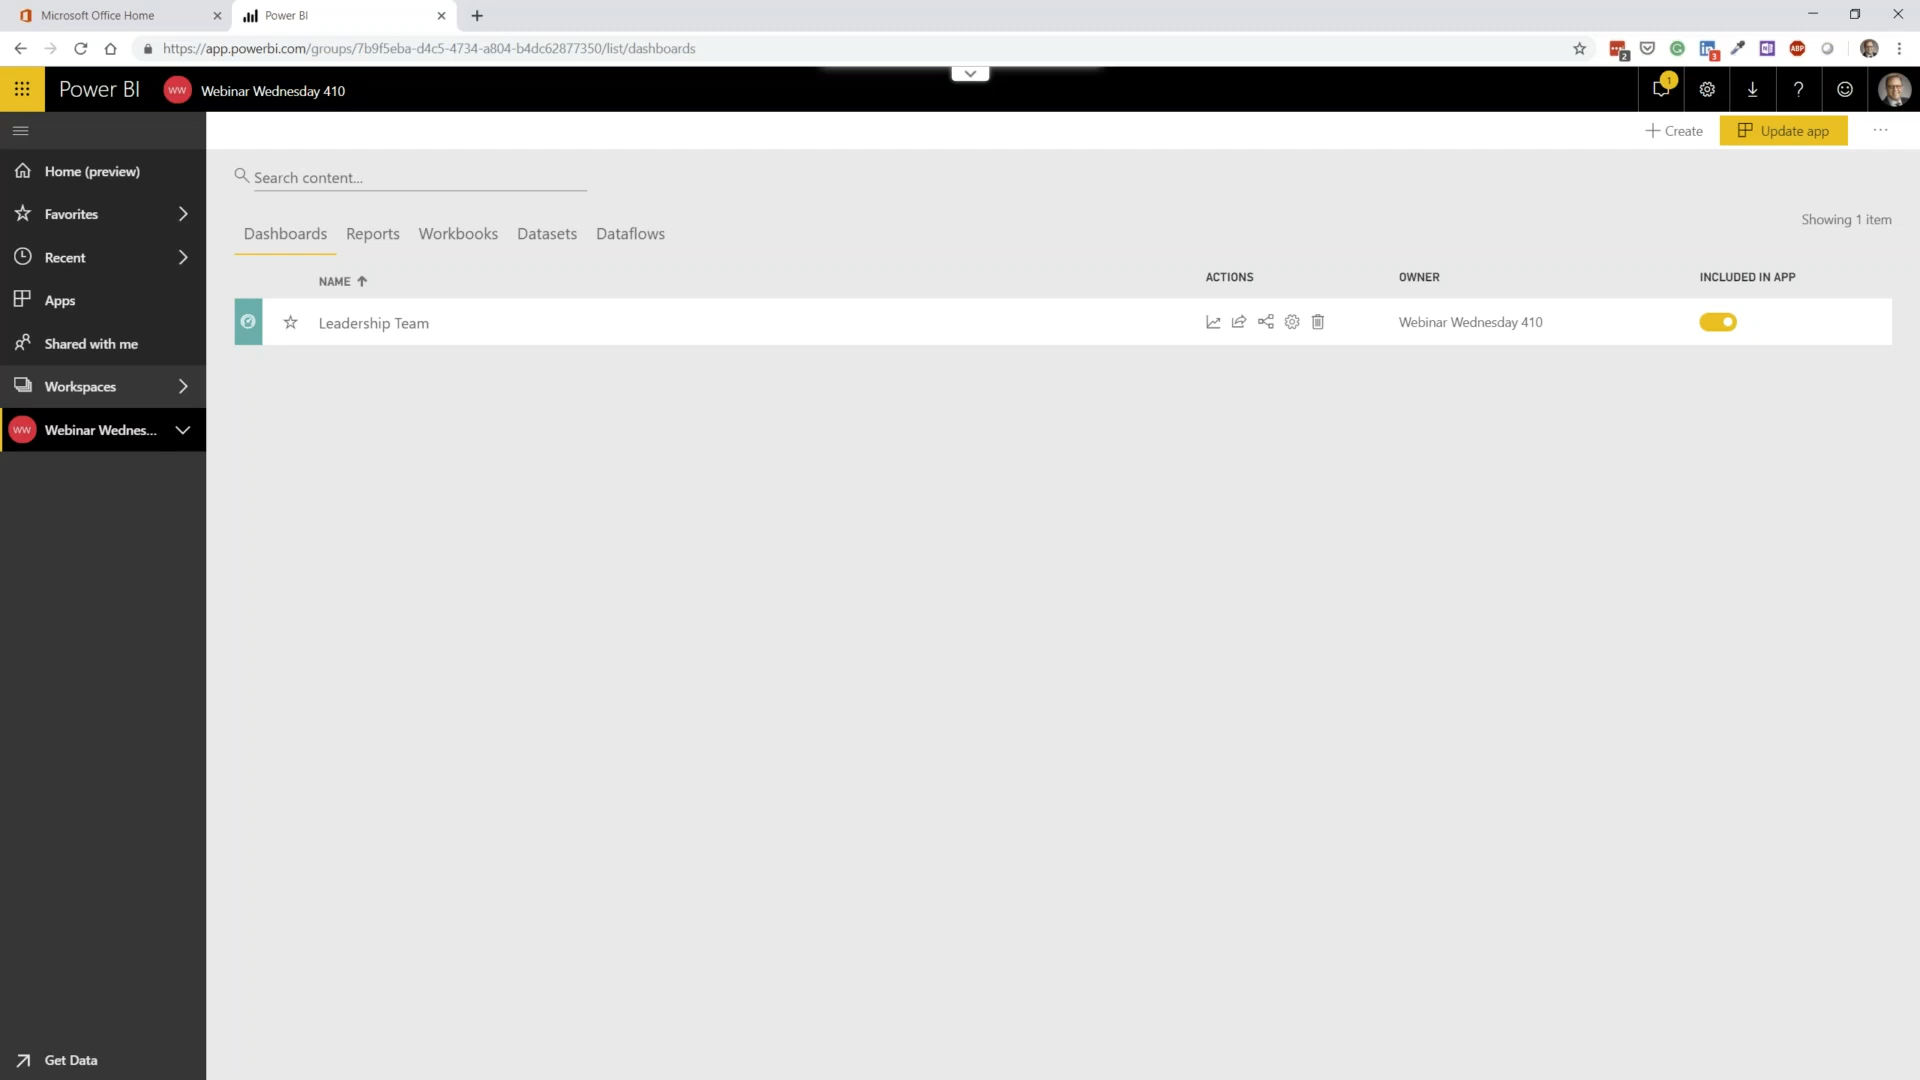 Microsoft Office Home
Power BI
https://app.powerbi.com/groups/7b9f5eba-d4c5-4734-a804-b4dc62877350/list/dashboards
2
3
ABP
Power BI
WW
Webinar Wednesday 410
1
Create
Update app
Home (preview)
Favorites
Recent
Apps
Shared with me
Workspaces
WW
Webinar Wednes...
Get Data
Search content...
Showing 1 item
Dashboards
Reports
Workbooks
Datasets
Dataflows
NAME
ACTIONS
OWNER
INCLUDED IN APP
Leadership Team
Webinar Wednesday 410